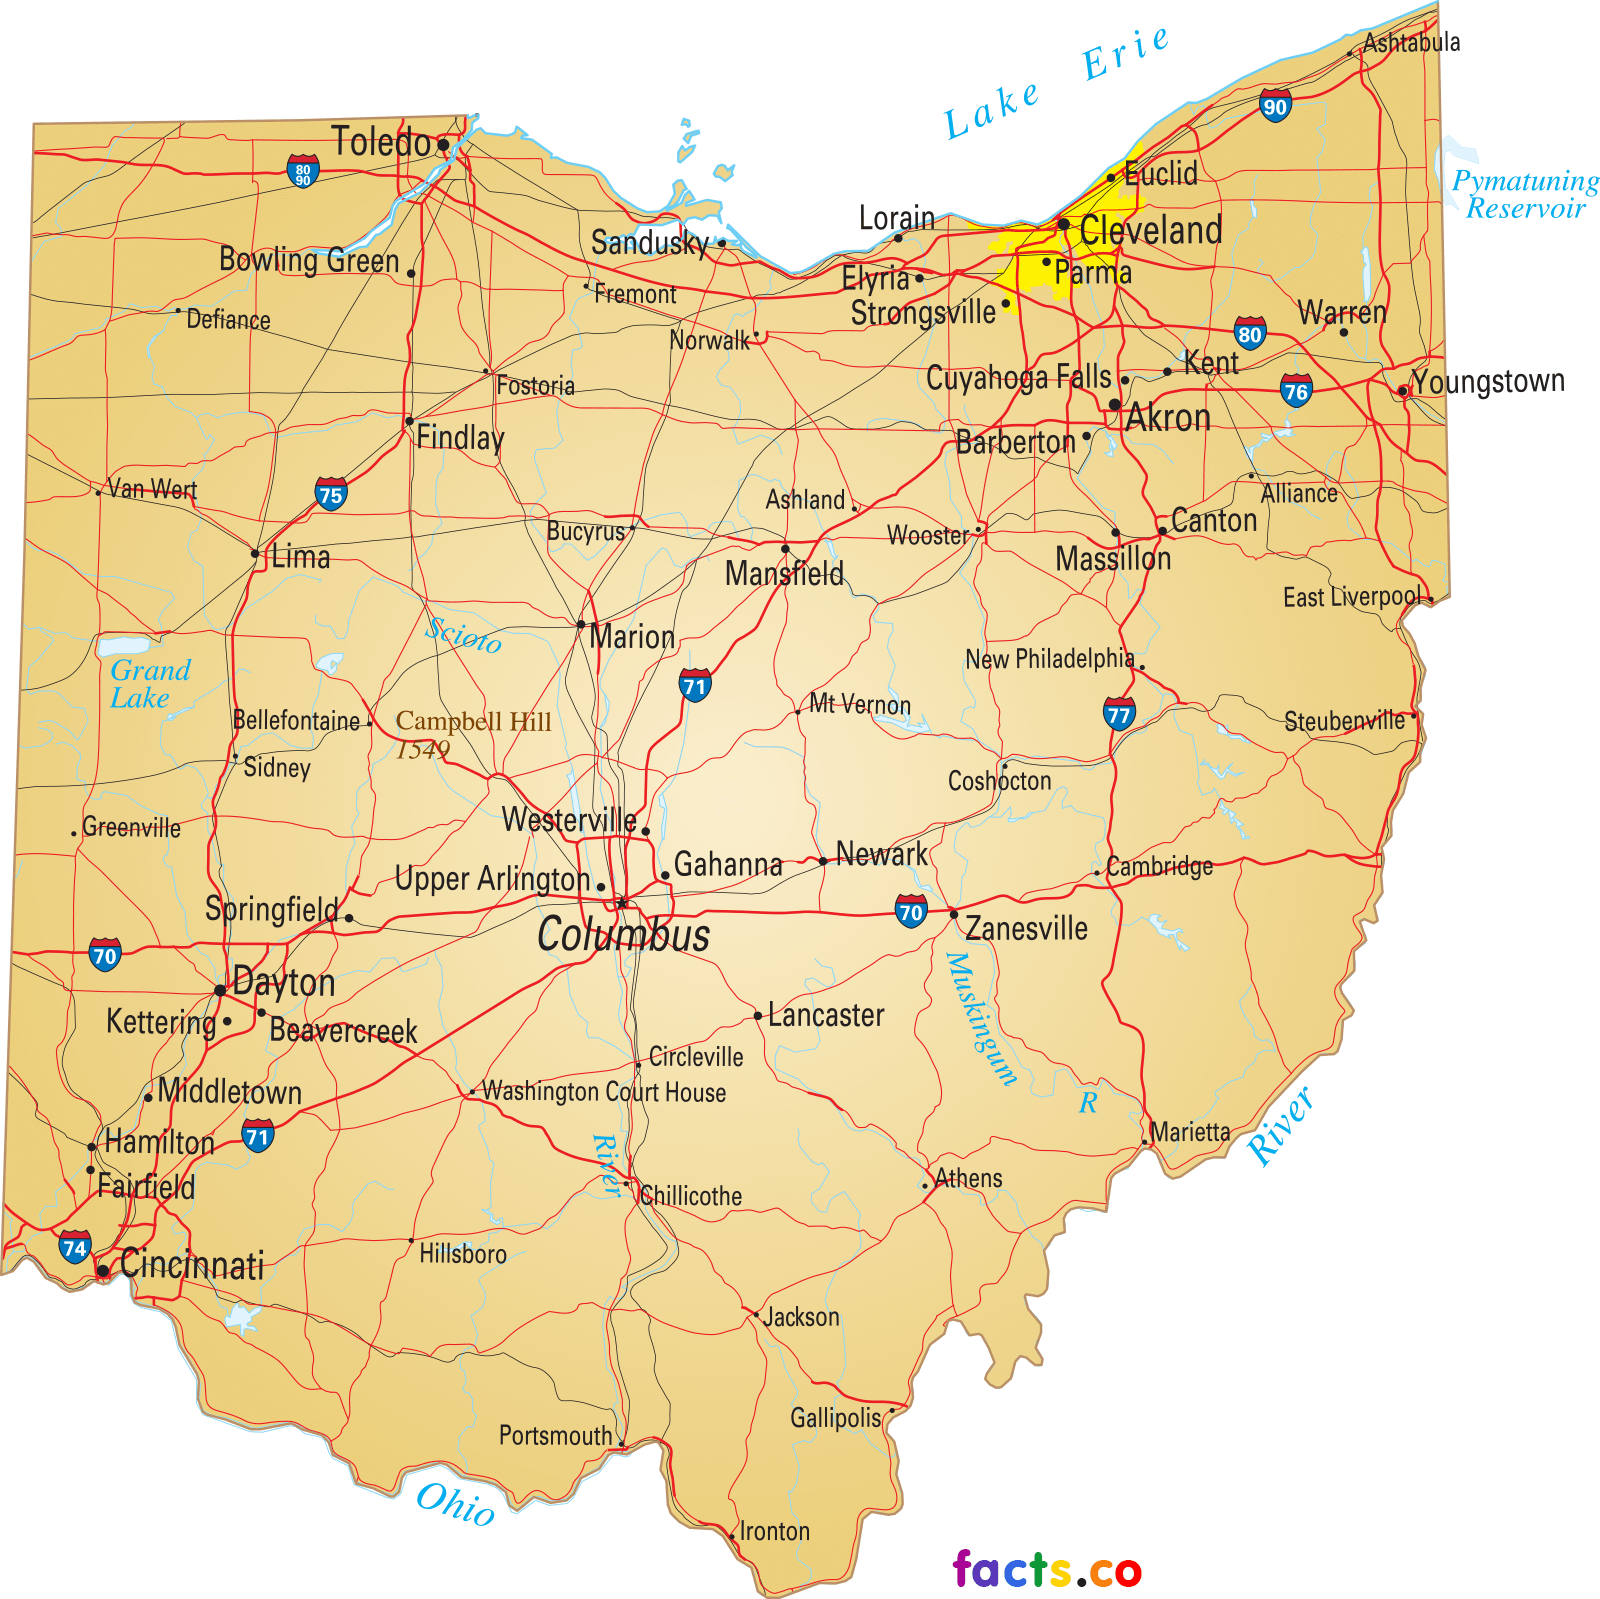 Lake Erie
Ashtabula
90
Toledo
80
90
Euclid
Pymatuning
Reservoir
Lorain
Cleveland
Sandusky
Bowling Green
Elyria
Parma
Fremont
Strongsville
Warren
Defiance
80
Norwalk
Kent
Cuyahoga Falls
Youngstown
Fostoria
76
Akron
Findlay
Barberton
Van Wert
75
Ashland
Alliance
Bucyrus
Wooster
Canton
Lima
Massillon
Mansfield
East Liverpool
Scioto
Marion
Grand
Lake
New Philadelphia
71
Mt Vernon
77
Bellefontaine
Campbell Hill
1549
Steubenville
Sidney
Coshocton
Westerville
Greenville
Newark
Gahanna
Cambridge
Upper Arlington
Springfield
70
Columbus
Zanesville
70
Dayton
Muskingum
Kettering
Beavercreek
Lancaster
Circleville
Middletown
Washington Court House
R
River
71
Marietta
Hamilton
River
Fairfield
Athens
Chillicothe
74
Hillsboro
Cincinnati
Jackson
Gallipolis
Portsmouth
Ohio
Ironton
facts.co